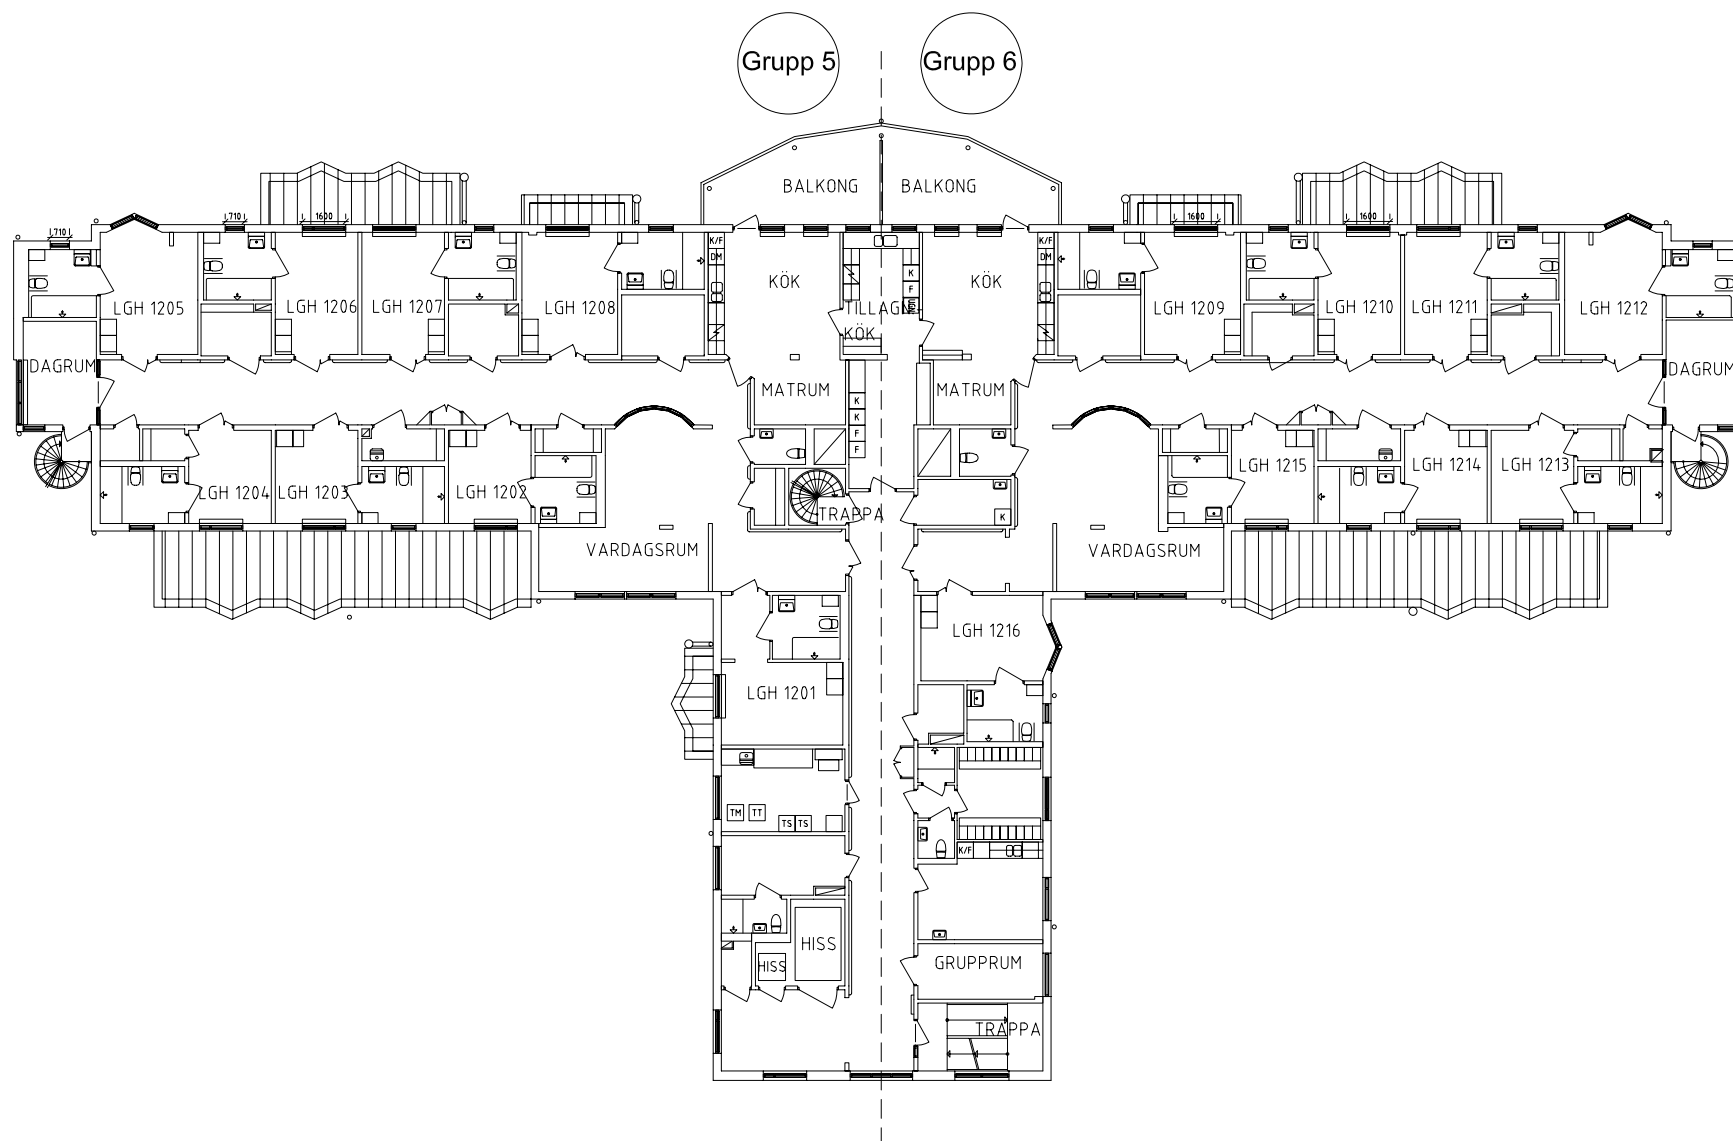 Grupp 5 Grupp 6
BALKONG BALKONG
710 1600 1600 1600
710
K/F K/F
DM DM
KÖK K KÖK
F
LGH 1205 LGH 1206 LGH 1207 LGH 1208 TILLAGN. LGH 1209 LGH 1210 LGH 1211 LGH 1212
KÖK
DAGRUM DAGRUM
MATRUM MATRUM
K
K
F
F
LGH 1204 LGH 1203 LGH 1202 LGH 1215 LGH 1214 LGH 1213
TRAPPA K
VARDAGSRUM VARDAGSRUM
LGH 1216
LGH 1201
TM TT
TS TS
K/F
HISS
HISS GRUPPRUM
TRAPPA